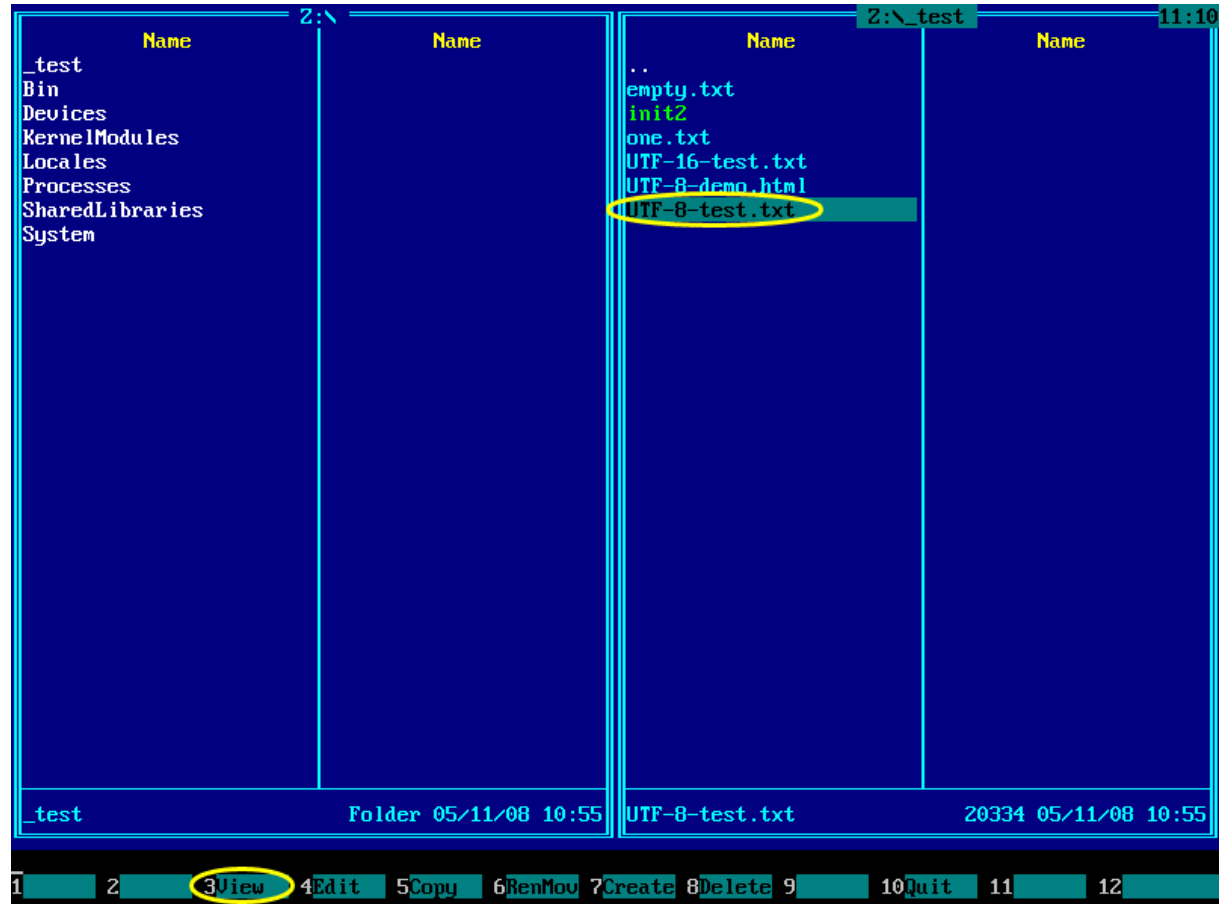 Z:\ Z:\_test 11:10
Name Name Name Name
_test ..
Bin empty.txt
Devices init2
KernelModules one.txt
Locales UTF-16-test.txt
Processes UTF-8-demo.html
SharedLibraries UTF-8-test.txt
System
_test Folder 05/11/08 10:55 UTF-8-test.txt 20334 05/11/08 10:55
1 2 3View 4Edit 5Copy 6RenMov 7Create 8Delete 9 10Quit 11 12